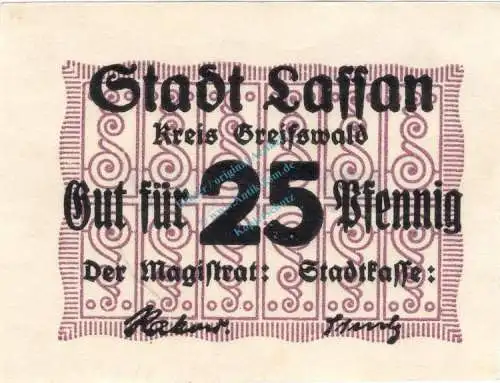 Stadt Lassan
Kreis Greifswald
Gut für 25 Pfennig
Der Magistrat: Stadtkasse: